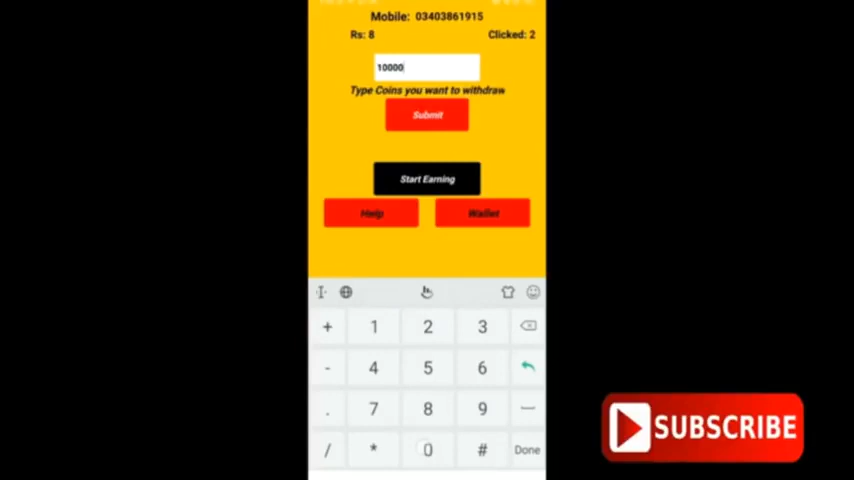 Mobile: 03403861915
Rs: 8 Clicked: 2
10000
Type Coins you want to withdraw
Submit
Start Earning
Help Wallet
+ 1 2 3
- 4 5 6
. 7 8 9
/ * 0 # Done
SUBSCRIBE